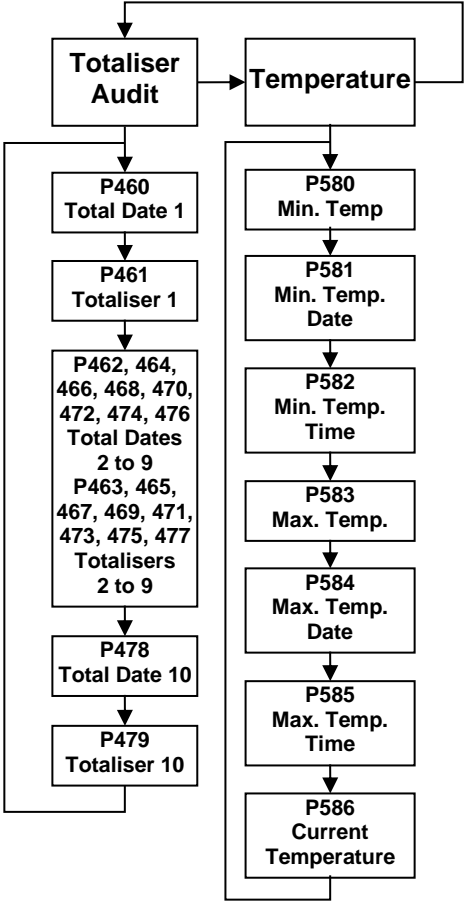 Totaliser
Audit
Temperature
P460
Total Date 1
P461
Totaliser 1
P462, 464,
466, 468, 470,
472, 474, 476
Total Dates
2 to 9
P463, 465,
467, 469, 471,
473, 475, 477
Totalisers
2 to 9
P478
Total Date 10
P479
Totaliser 10
P580
Min. Temp
P581
Min. Temp.
Date
P582
Min. Temp.
Time
P583
Max. Temp.
P584
Max. Temp.
Date
P585
Max. Temp.
Time
P586
Current
Temperature